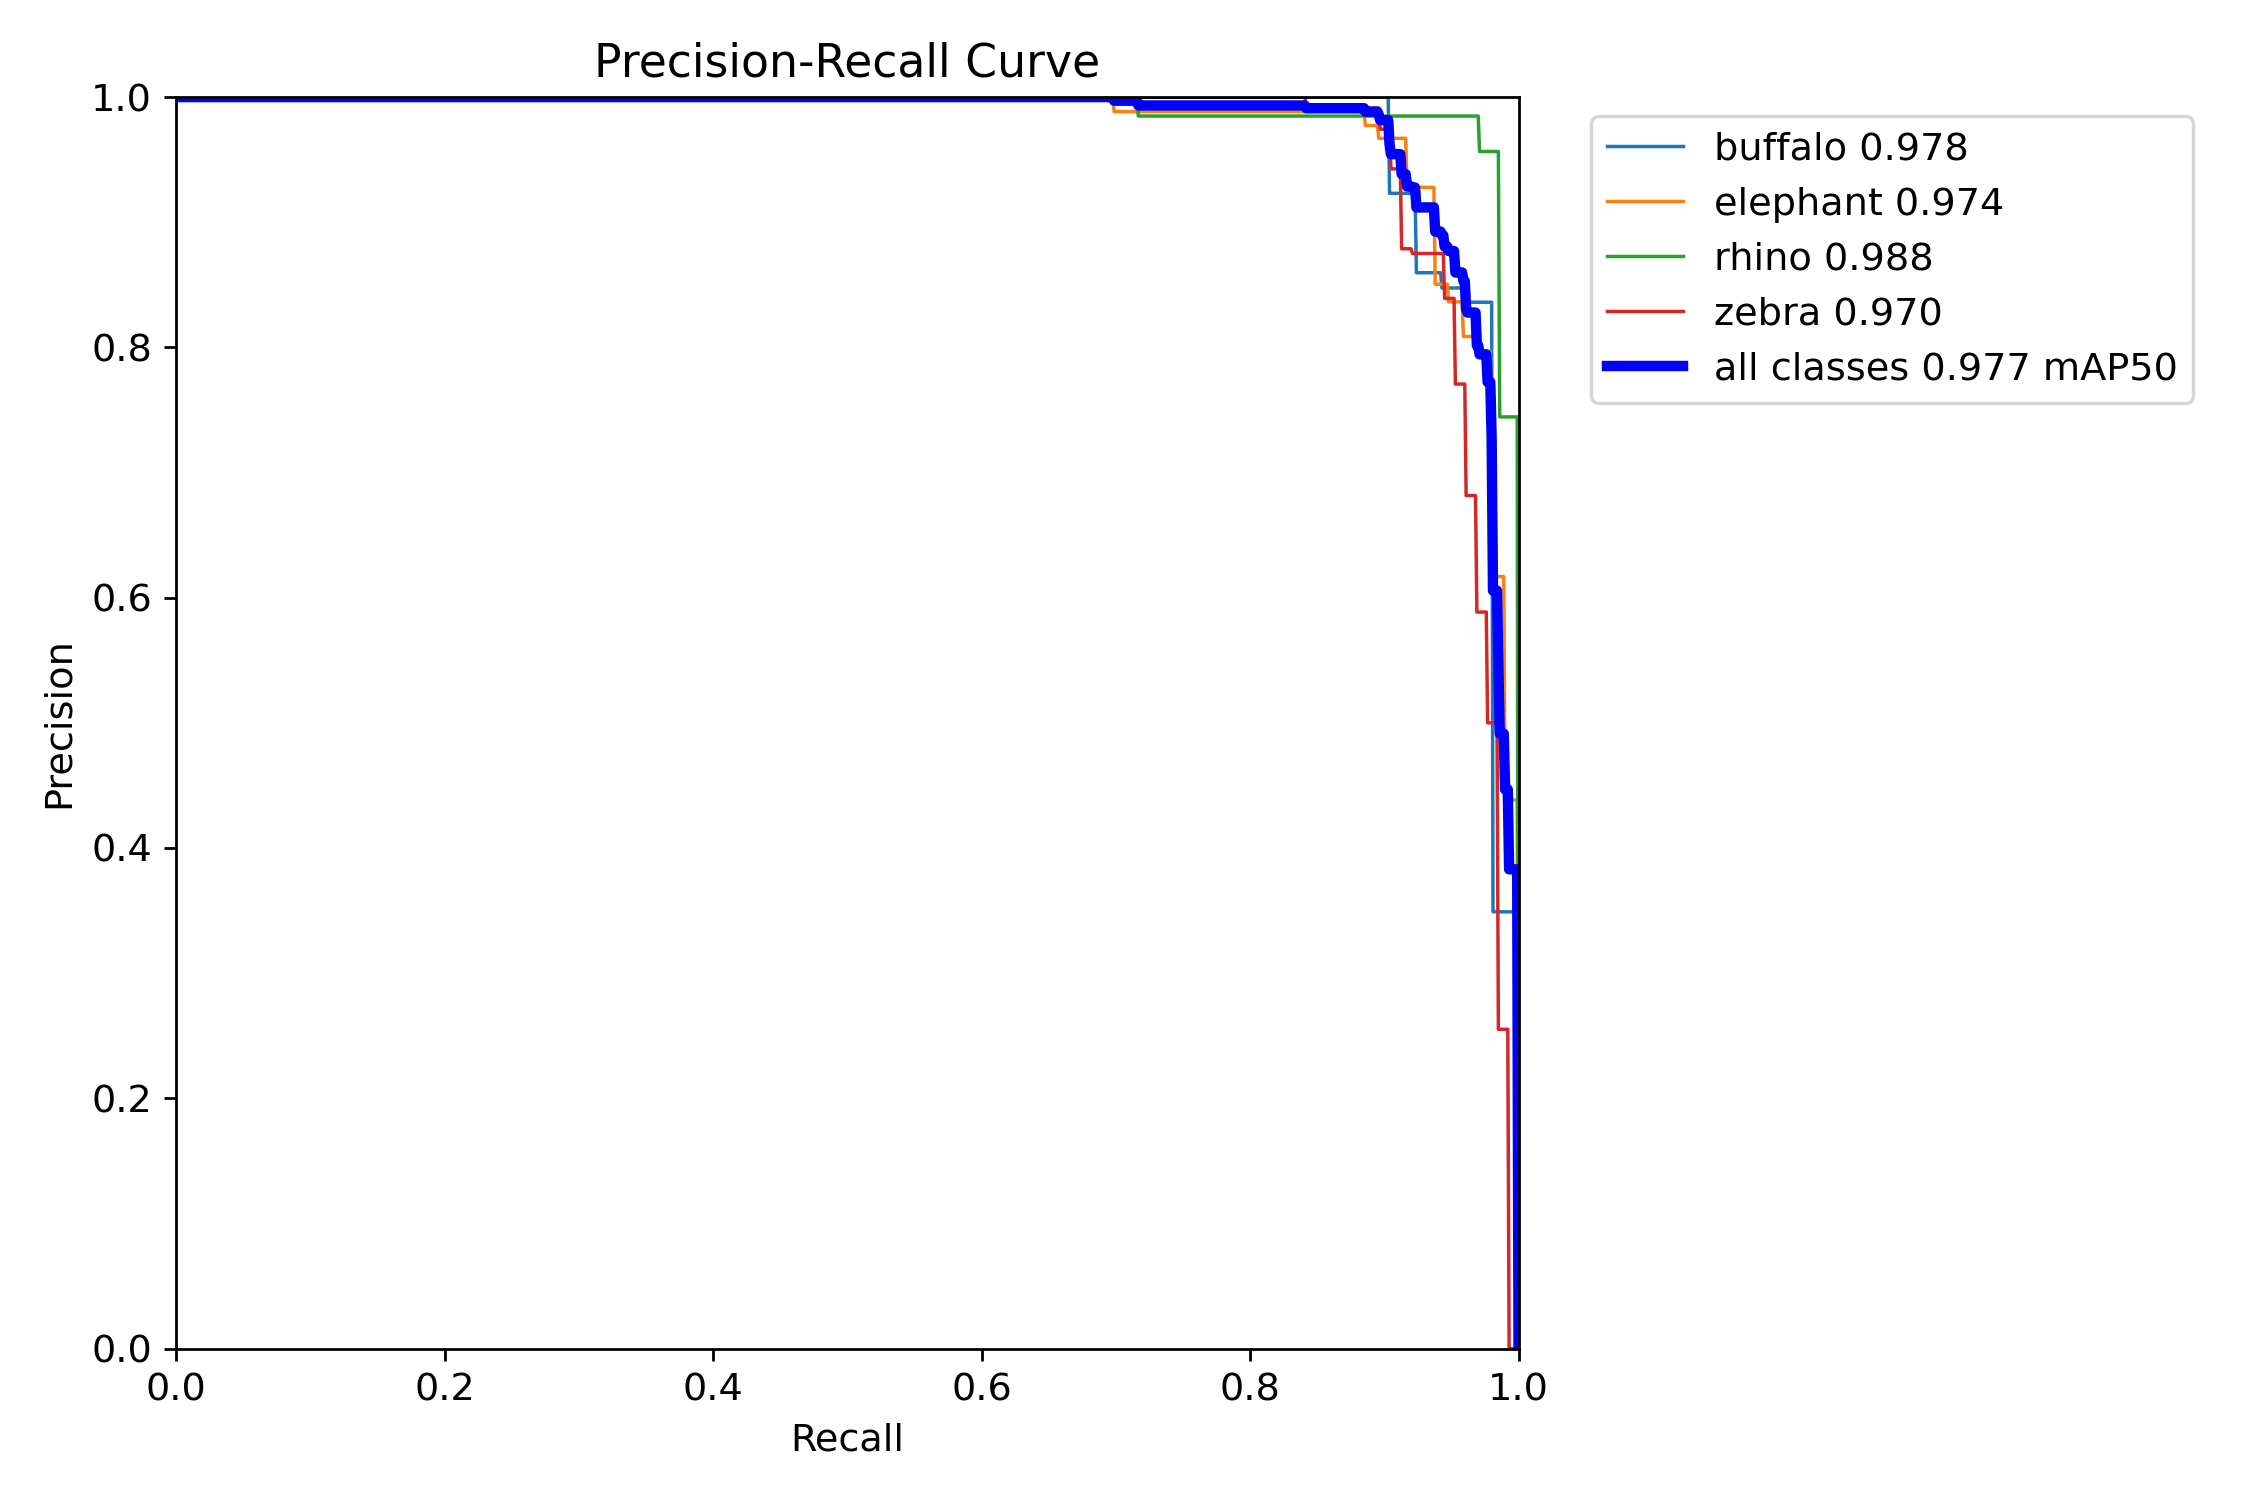 Precision-Recall Curve
1.0
0.8
0.6
0.4
0.2
0.0
Precision
0.0 0.2 0.4 0.6 0.8 1.0
Recall
buffalo 0.978
elephant 0.974
rhino 0.988
zebra 0.970
all classes 0.977 mAP50